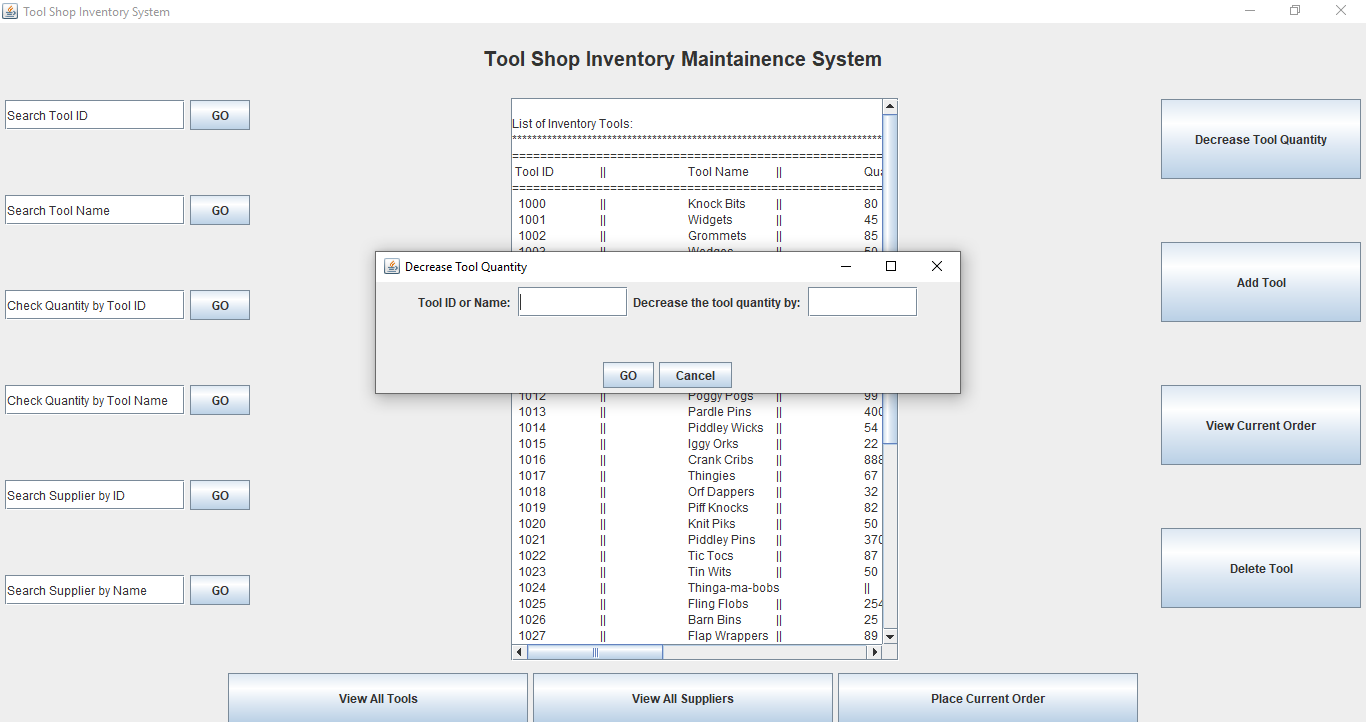 Tool Shop Inventory System
Tool Shop Inventory Maintainence System
Search Tool ID GO
Search Tool Name GO
Check Quantity by Tool ID GO
Check Quantity by Tool Name GO
Search Supplier by ID GO
Search Supplier by Name GO
List of Inventory Tools:
Tool ID || Tool Name ||
1000 || Knock Bits || 80
1001 || Widgets || 45
1002 || Grommets || 85
Decrease Tool Quantity
Tool ID or Name: Decrease the tool quantity by:
GO Cancel
1012 || Poggy Pogs || 99
1013 || Pardle Pins || 400
1014 || Piddley Wicks || 54
1015 || Iggy Orks || 22
1016 || Crank Cribs || 888
1017 || Thingies || 67
1018 || Orf Dappers || 32
1019 || Piff Knocks || 82
1020 || Knit Piks || 50
1021 || Piddley Pins || 370
1022 || Tic Tocs || 87
1023 || Tin Wits || 50
1024 || Thinga-ma-bobs ||
1025 || Fling Flobs || 254
1026 || Barn Bins || 25
1027 || Flap Wrappers || 89
Decrease Tool Quantity
Add Tool
View Current Order
Delete Tool
View All Tools View All Suppliers Place Current Order